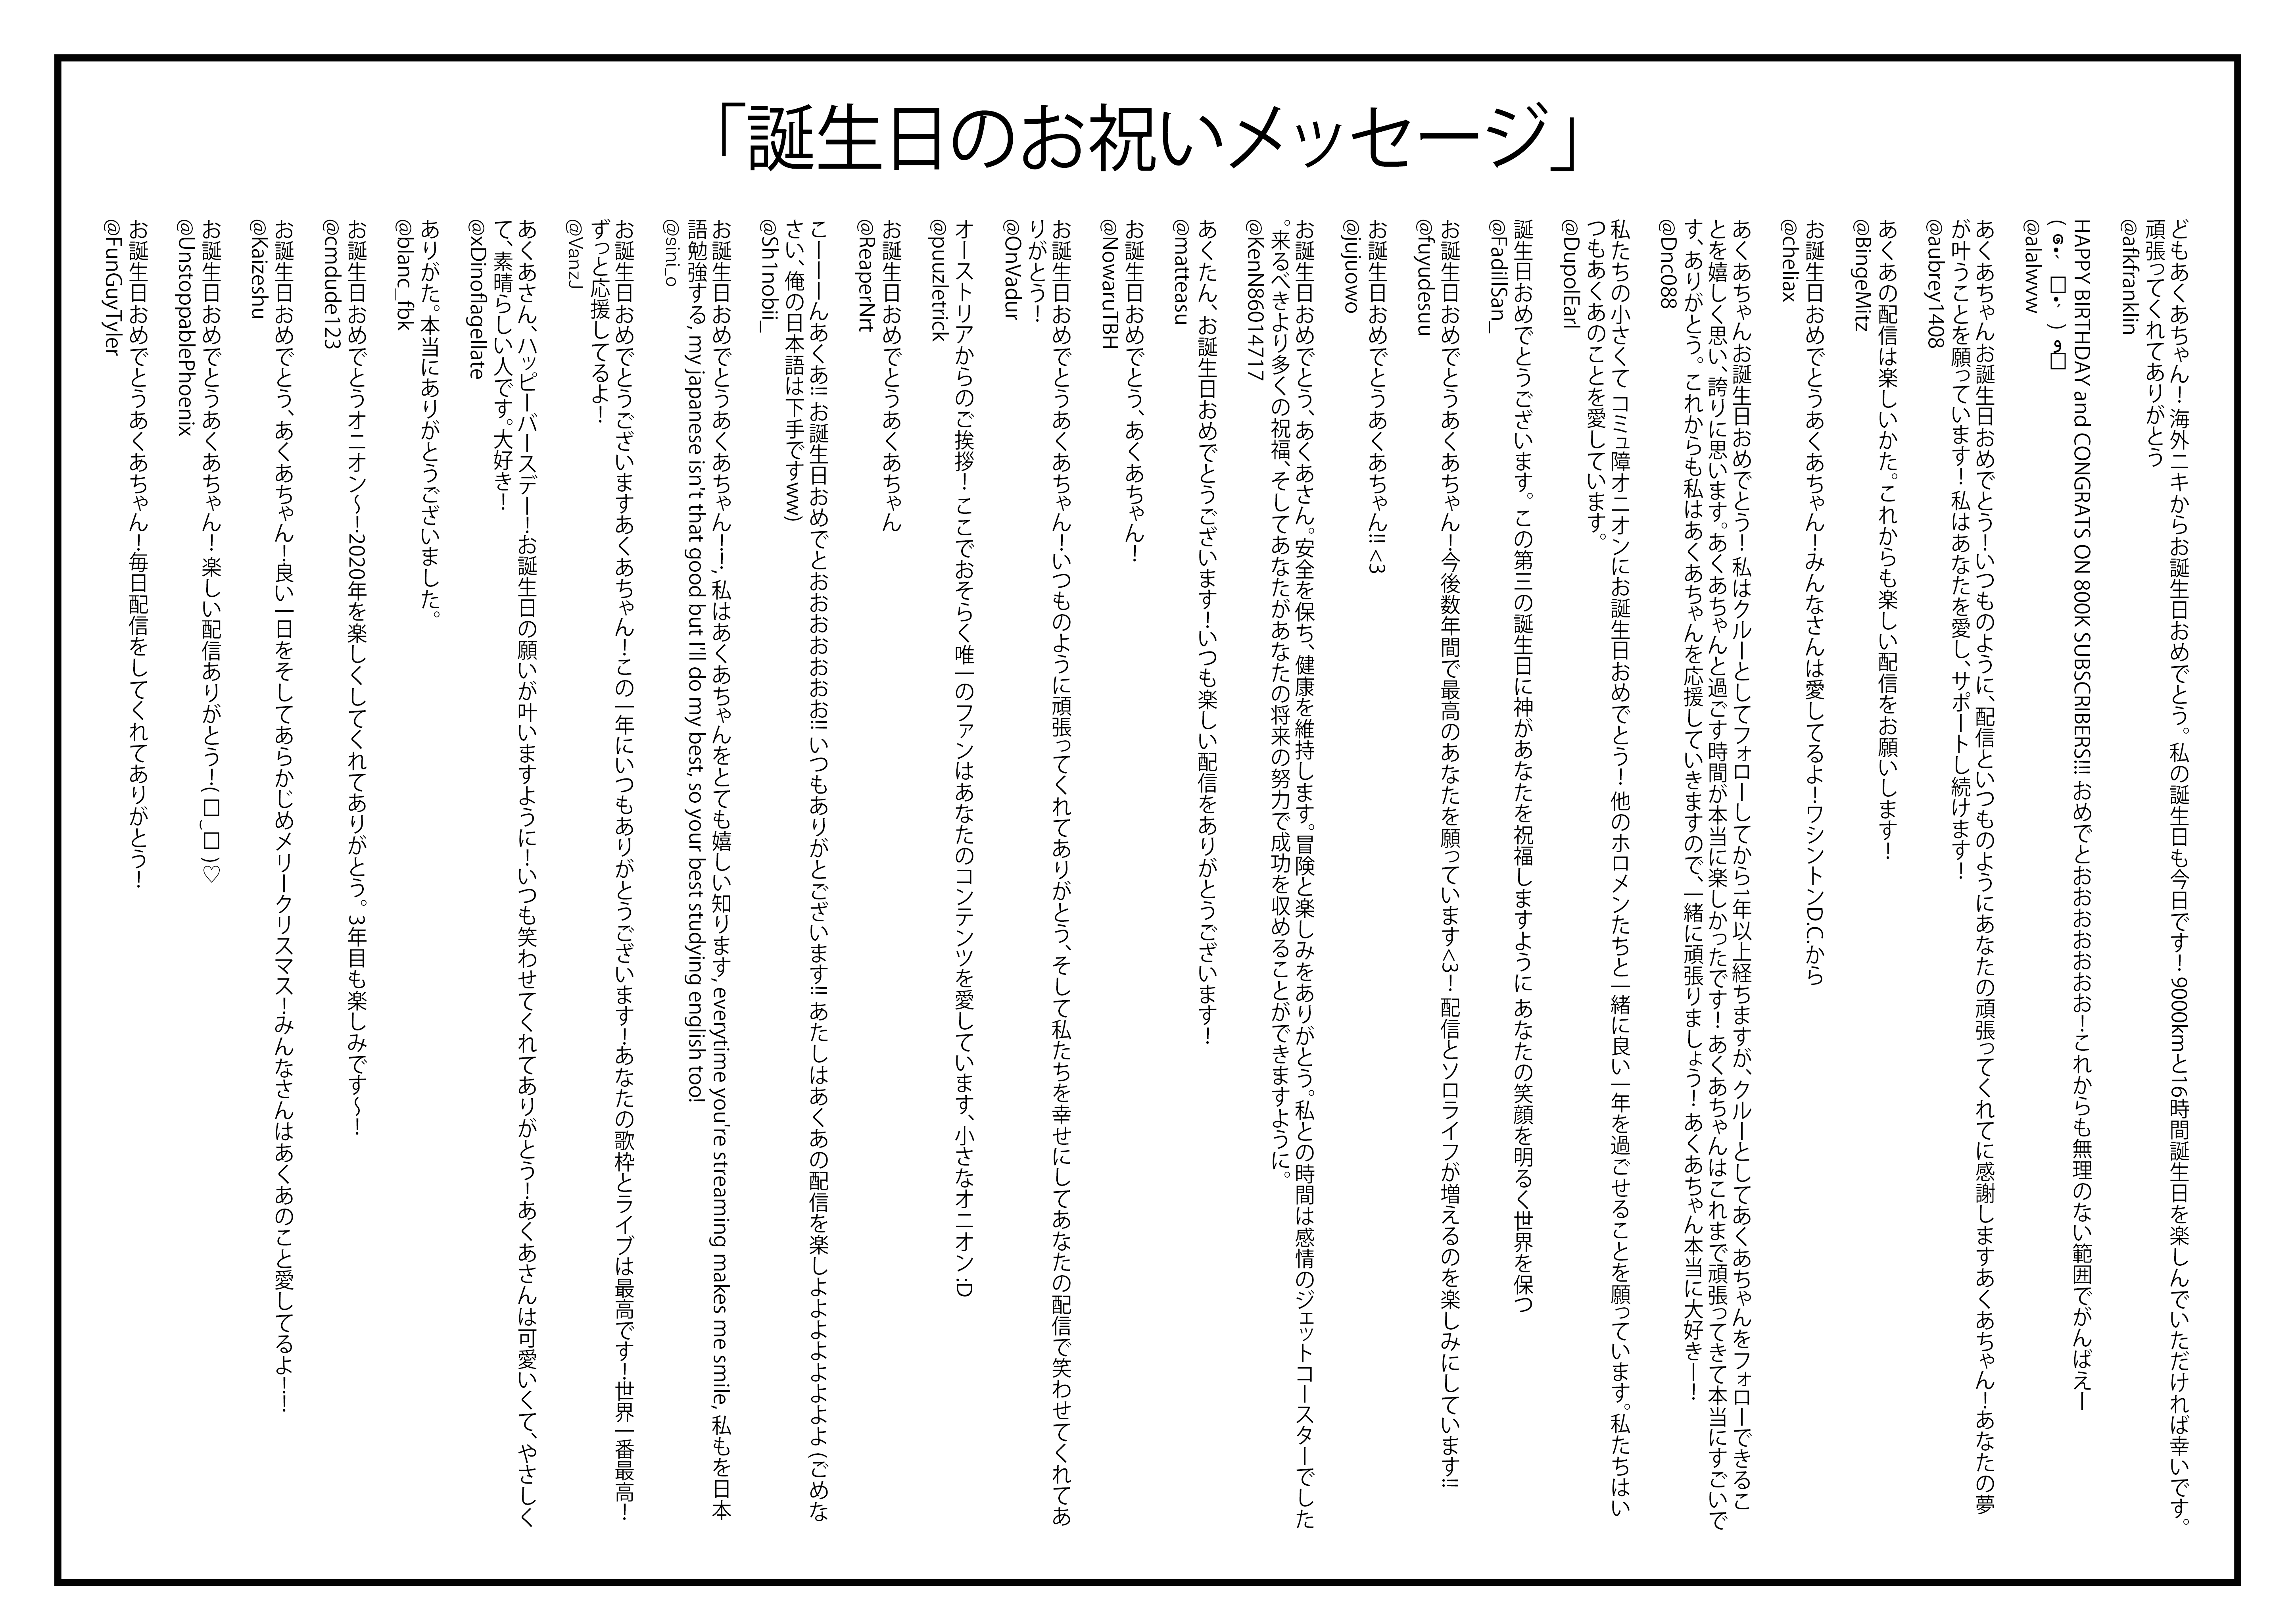 「誕生日のお祝いメッセージ」
どもあくあちゃん！ 海外ニキからお誕生日おめでとう。 私の誕生日も今日です！ 9000kmと16時間誕生日を楽しんでいただければ幸いです。
頑張ってくれてありがとう
@afkfranklin
HAPPY BIRTHDAY and CONGRATS ON 800K SUBSCRIBERS!!! おめでとおおおおおおお！これからも無理のない範囲でがんばえー
@alalwvw
あくあちゃんお誕生日おめでとう！いつものように、配信といつものようにあなたの頑張ってくれてに感謝しますあくあちゃん！あなたの夢
が叶うことを願っています！ 私はあなたを愛し、サポートし続けます！
@aubrey1408
あくあの配信は楽しいかた。これからも楽しい配信をお願いします！
@BingeMitz
お誕生日おめでとうあくあちゃん！みんなさんは愛してるよ！ワシントンD.C.から
@cheliax
あくあちゃんお誕生日おめでとう！ 私はクルーとしてフォローしてから1年以上経ちますが、クルーとしてあくあちゃんをフォローできるこ
とを嬉しく思い、誇りに思います。あくあちゃんと過ごす時間が本当に楽しかったです！ あくあちゃんはこれまで頑張ってきて本当にすごいで
す、ありがとう。 これからも私はあくあちゃんを応援していきますので、一緒に頑張りましょう！ あくあちゃん本当に大好きー！
@Dnc088
私たちの小さくて コミュ障オニオンにお誕生日おめでとう！ 他のホロメンたちと一緒に良い一年を過ごせることを願っています。私たちはい
つもあくあのことを愛しています。
@DupolEarl
誕生日おめでとうございます。 この第三の誕生日に神があなたを祝福しますように あなたの笑顔を明るく世界を保つ
@FadillSan_
お誕生日おめでとうあくあちゃん！今後数年間で最高のあなたを願っています<3！ 配信とソロライフが増えるのを楽しみにしています!!
@fuyudesuu
お誕生日おめでとうあくあちゃん!! <3
@jujuowo
お誕生日おめでとう、あくあさん。安全を保ち、健康を維持します。冒険と楽しみをありがとう。私との時間は感情のジェットコースターでした
。来るべきより多くの祝福、そしてあなたがあなたの将来の努力で成功を収めることができますように。
@KenN86014717
あくたん、お誕生日おめでとうございます！いつも楽しい配信をありがとうございます！
@matteasu
お誕生日おめでとう、あくあちゃん！
@NowaruTBH
お誕生日おめでとうあくあちゃん！いつものように頑張ってくれてありがとう、そして私たちを幸せにしてあなたの配信で笑わせてくれてあ
りがとう！
@OnVadur
オーストリアからのご挨拶！ ここでおそらく唯一のファンはあなたのコンテンツを愛しています、小さなオニオン :D
@puuzletrick
お誕生日おめでとうあくあちゃん
@ReaperNrt
こーーーんあくあ!! お誕生日おめでとおおおおおおお!! いつもありがとございます!! あたしはあくあの配信を楽しよよよよよよよよよ (ごめな
さい、俺の日本語は下手ですww)
@Sh1nobii_
お誕生日おめでとうあくあちゃん！！, 私はあくあちゃんをとても嬉しい知ります, everytime you're streaming makes me smile, 私もを日本
語勉強する, my japanese isn't that good but I'll do my best, so your best studying english too!
@sini_o
お誕生日おめでとうございますあくあちゃん！この一年にいつもありがとうございます！あなたの歌枠とライブは最高です！世界一番最高！
ずっと応援してるよ！
@VanzJ
あくあさん、ハッピーバースデー！お誕生日の願いが叶いますように！いつも笑わせてくれてありがとう！あくあさんは可愛いくて、やさしく
て、素晴らしい人です。大好き！
@xDinoflagellate
ありがた。本当にありがとうございました。
@blanc_fbk
お誕生日おめでとうオニオン～！2020年を楽しくしてくれてありがとう。 3年目も楽しみです～！
@cmdude123
お誕生日おめでとう、あくあちゃん！良い一日をそしてあらかじめメリークリスマス！みんなさんはあくあのこと愛してるよ！！
@Kaizeshu
お誕生日おめでとうあくあちゃん！ 楽しい配信ありがとう！(□_□)♡
@UnstoppablePhoenix
お誕生日おめでとうあくあちゃん！毎日配信をしてくれてありがとう！
@FunGuyTyler